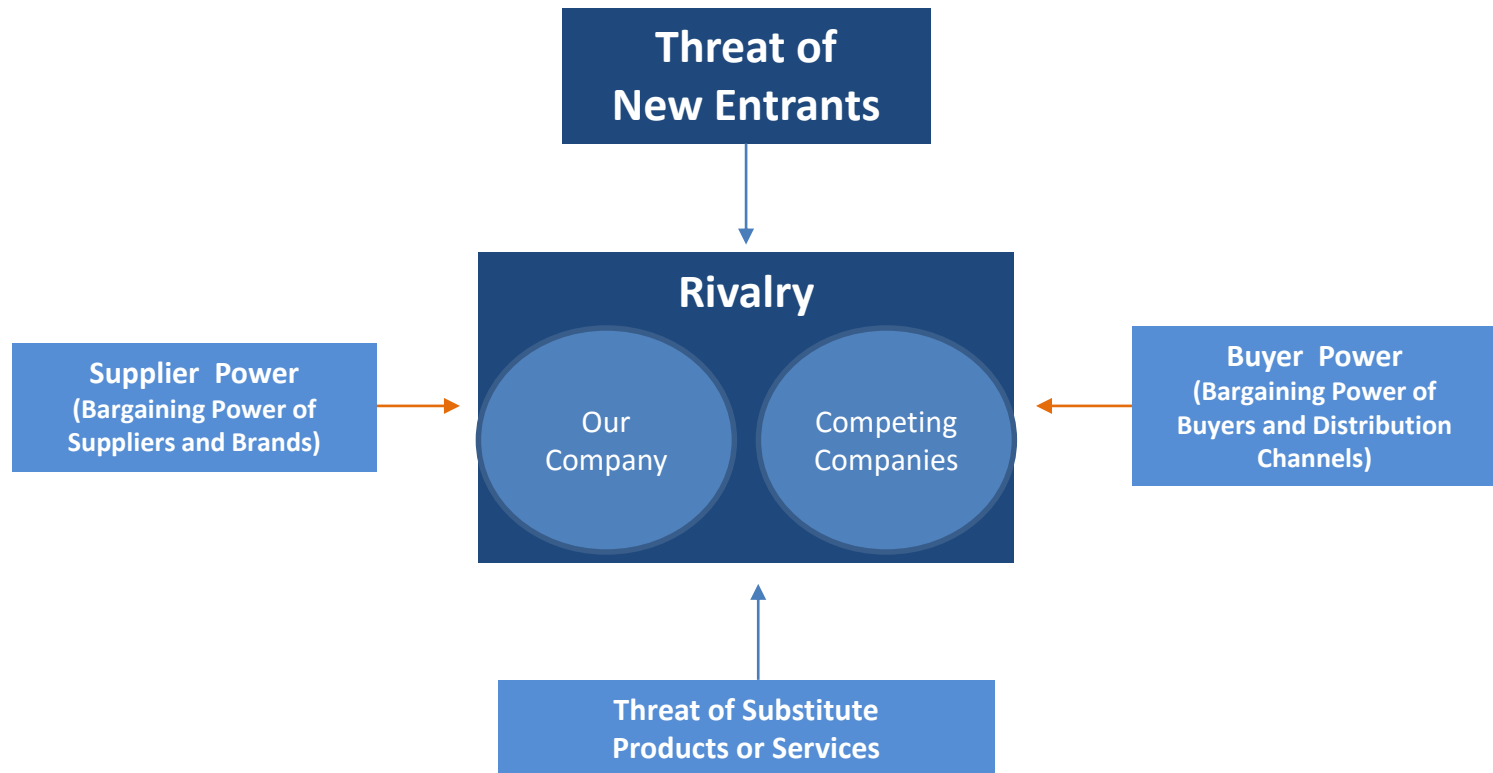 Threat of
New Entrants
Rivalry
Supplier Power
(Bargaining Power of
Suppliers and Brands)
Our
Company
Competing
Companies
Buyer Power
(Bargaining Power of
Buyers and Distribution
Channels)
Threat of Substitute
Products or Services